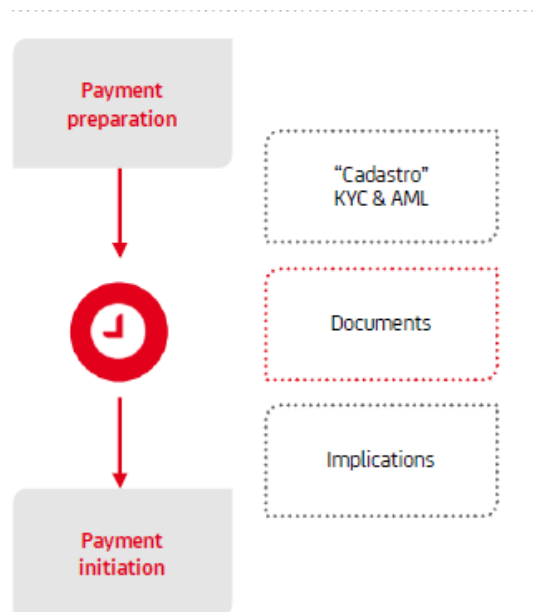 Payment
preparation
“Cadastro”
KYC & AML
Documents
Implications
Payment
initiation